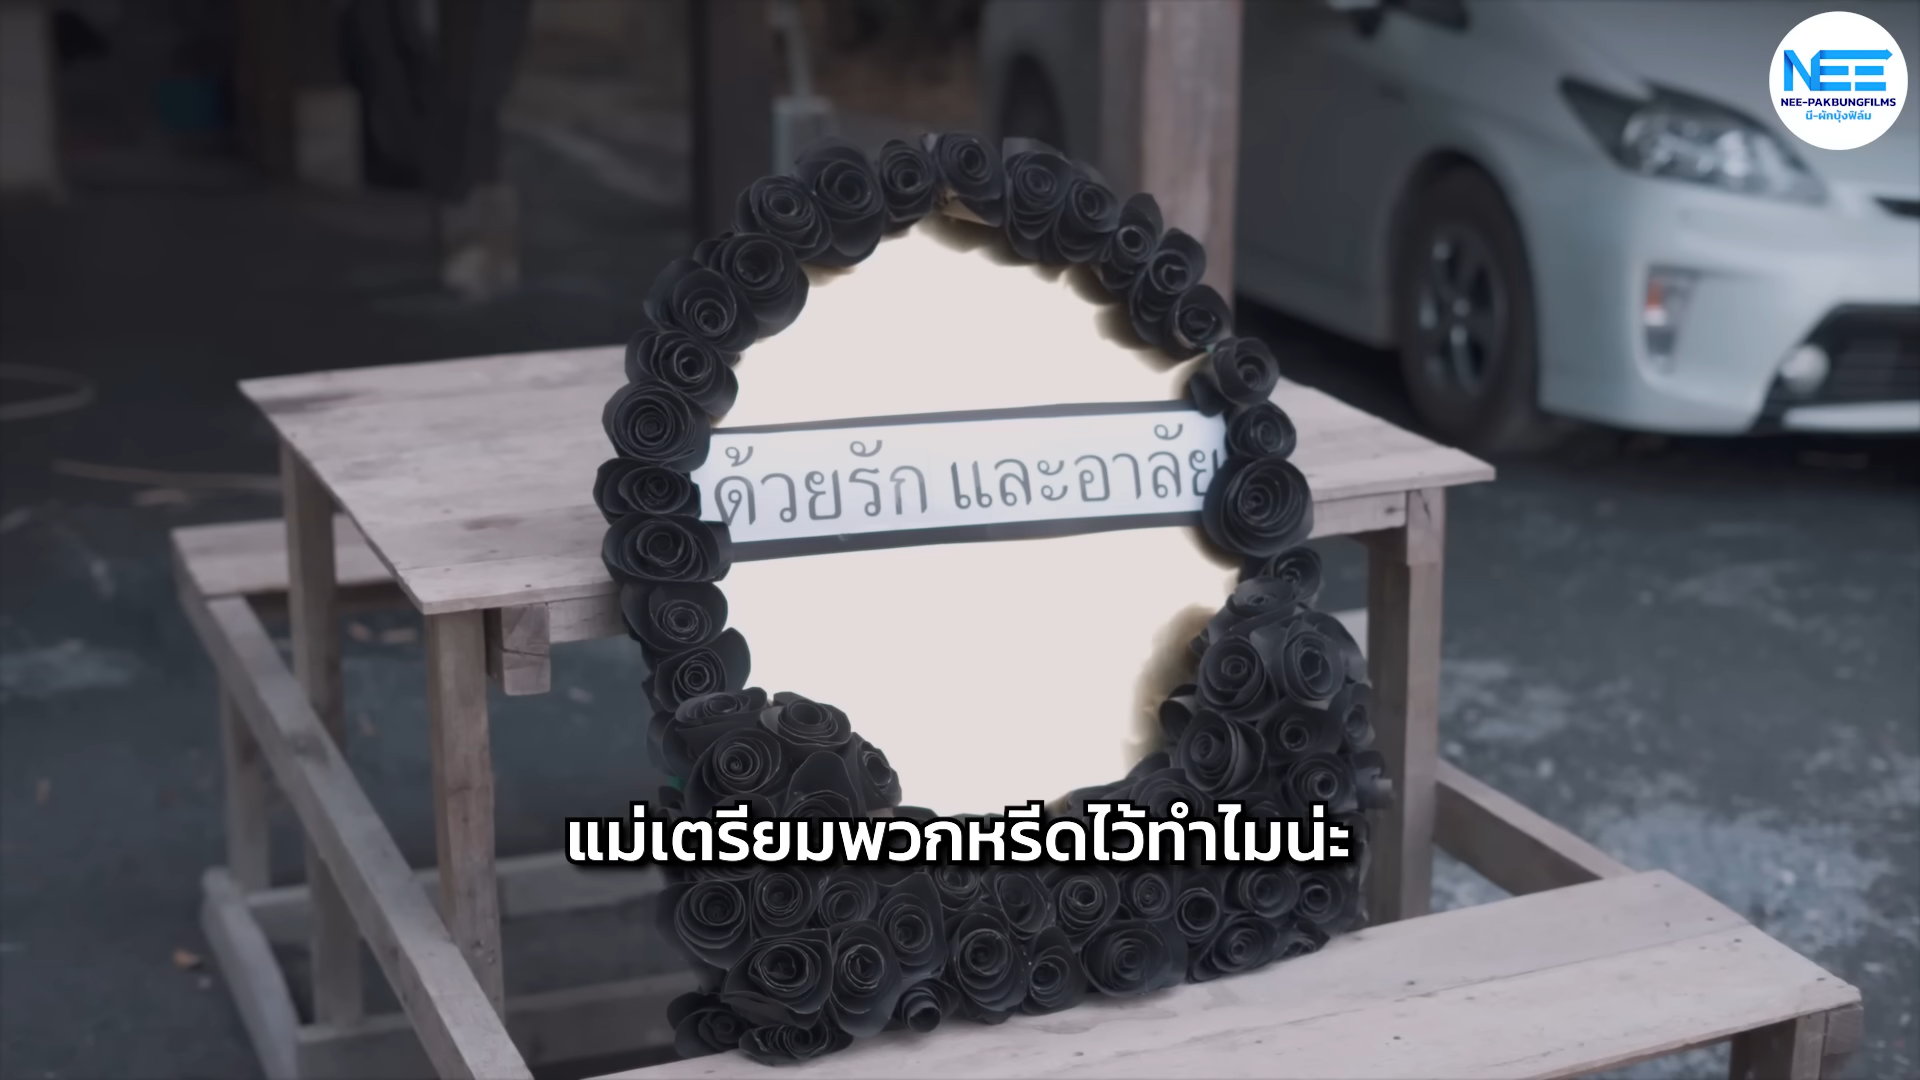 NEE
NEE-PAKBUNGFILMS
นี-ผักบุ้งฟิล์ม
ด้วยรัก และอาลัย
แม่เตรียมพวกหรีดไว้ทำไมน่ะ